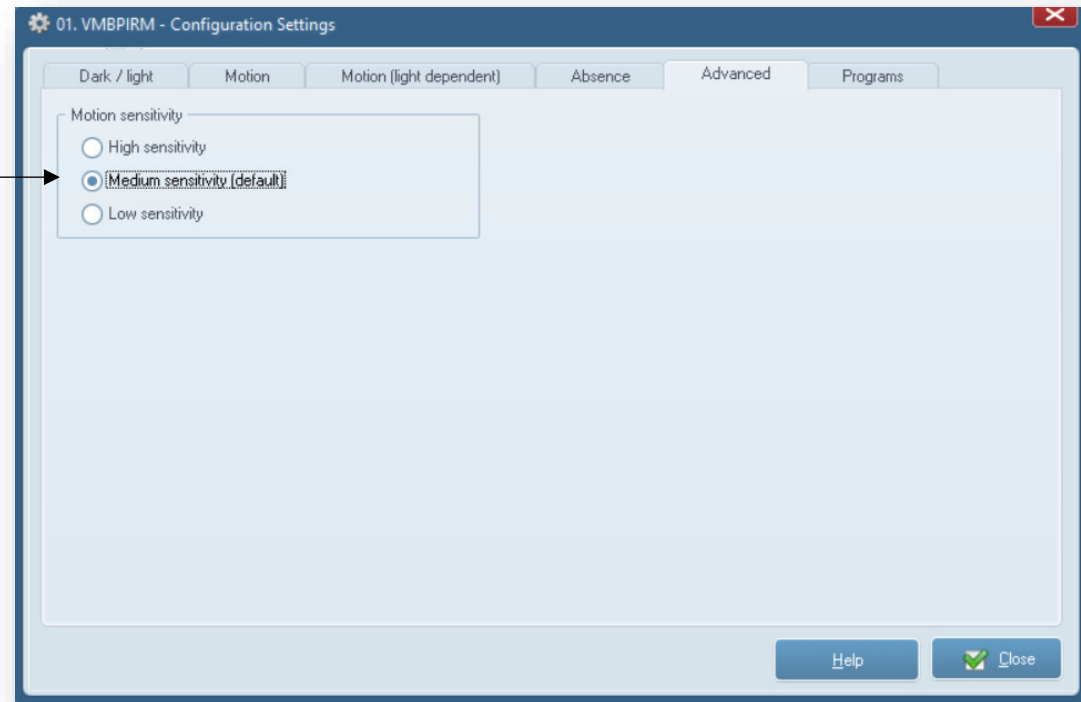 01. VMBPIRM - Configuration Settings
Dark / light Motion Motion (light dependent) Absence Advanced Programs
Motion sensitivity
High sensitivity
Medium sensitivity (default)
Low sensitivity
Help Close